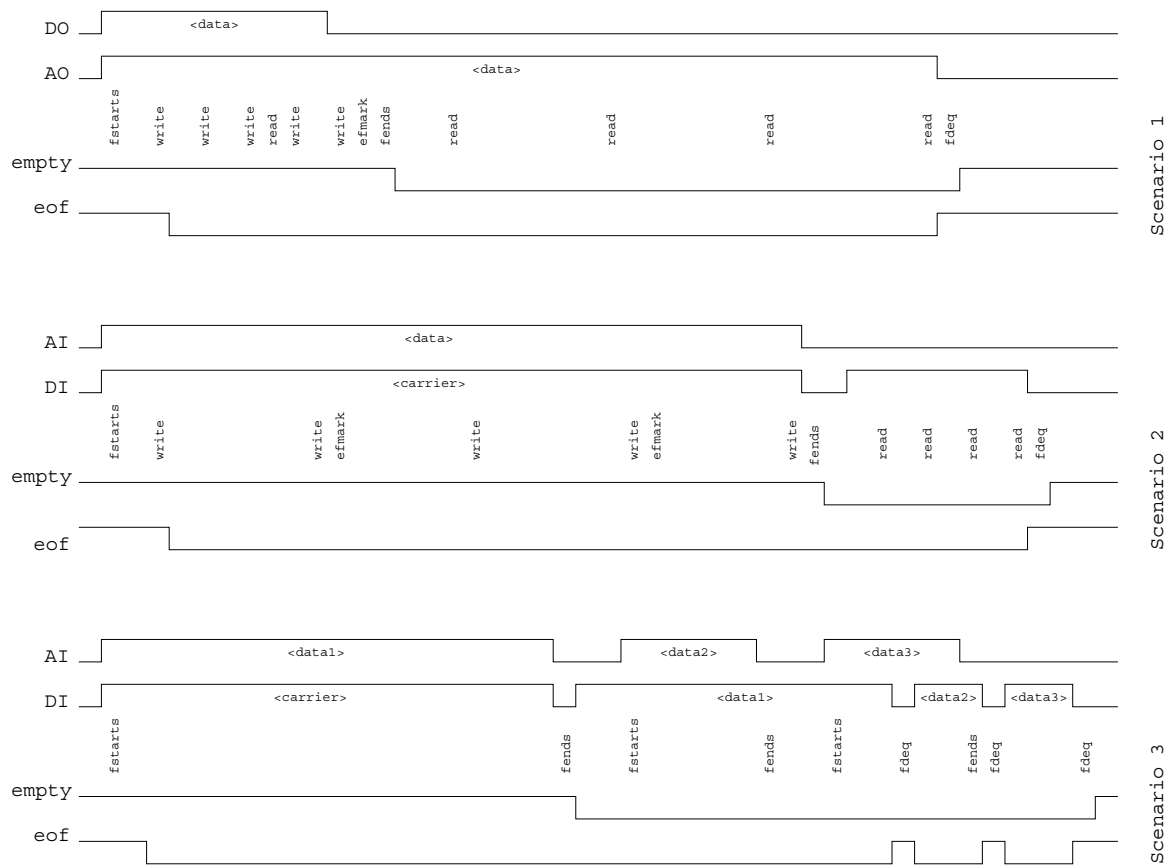 DO <data>
AO <data>
fstarts write write write read write write efmark fends read read read read fdeq
empty
eof
Scenario 1
AI <data>
DI <carrier>
fstarts write write efmark write write efmark write fends read read read read fdeq
empty
eof
Scenario 2
AI <data1> <data2> <data3>
DI <carrier> <data1> <data2> <data3>
fstarts fends fstarts fends fstarts fdeq fends fdeq fdeq
empty
eof
Scenario 3